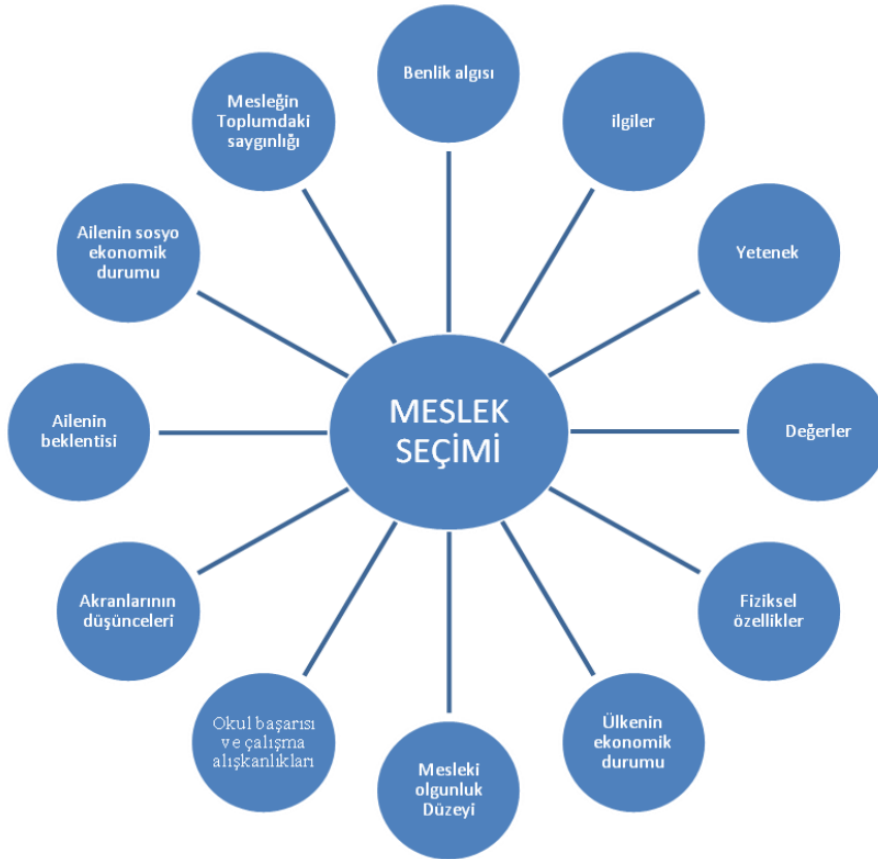 Benlik algısı
ilgiler
Yetenek
Değerler
Fiziksel
özellikler
Ülkenin
ekonomik
durumu
Mesleki
olgunluk
Düzeyi
Okul başarısı
ve çalışma
alışkanlıkları
Akranlarının
düşünceleri
Ailenin
beklentisi
Ailenin sosyo
ekonomik
durumu
Mesleğin
Toplumdaki
saygınlığı
MESLEK
SEÇİMİ